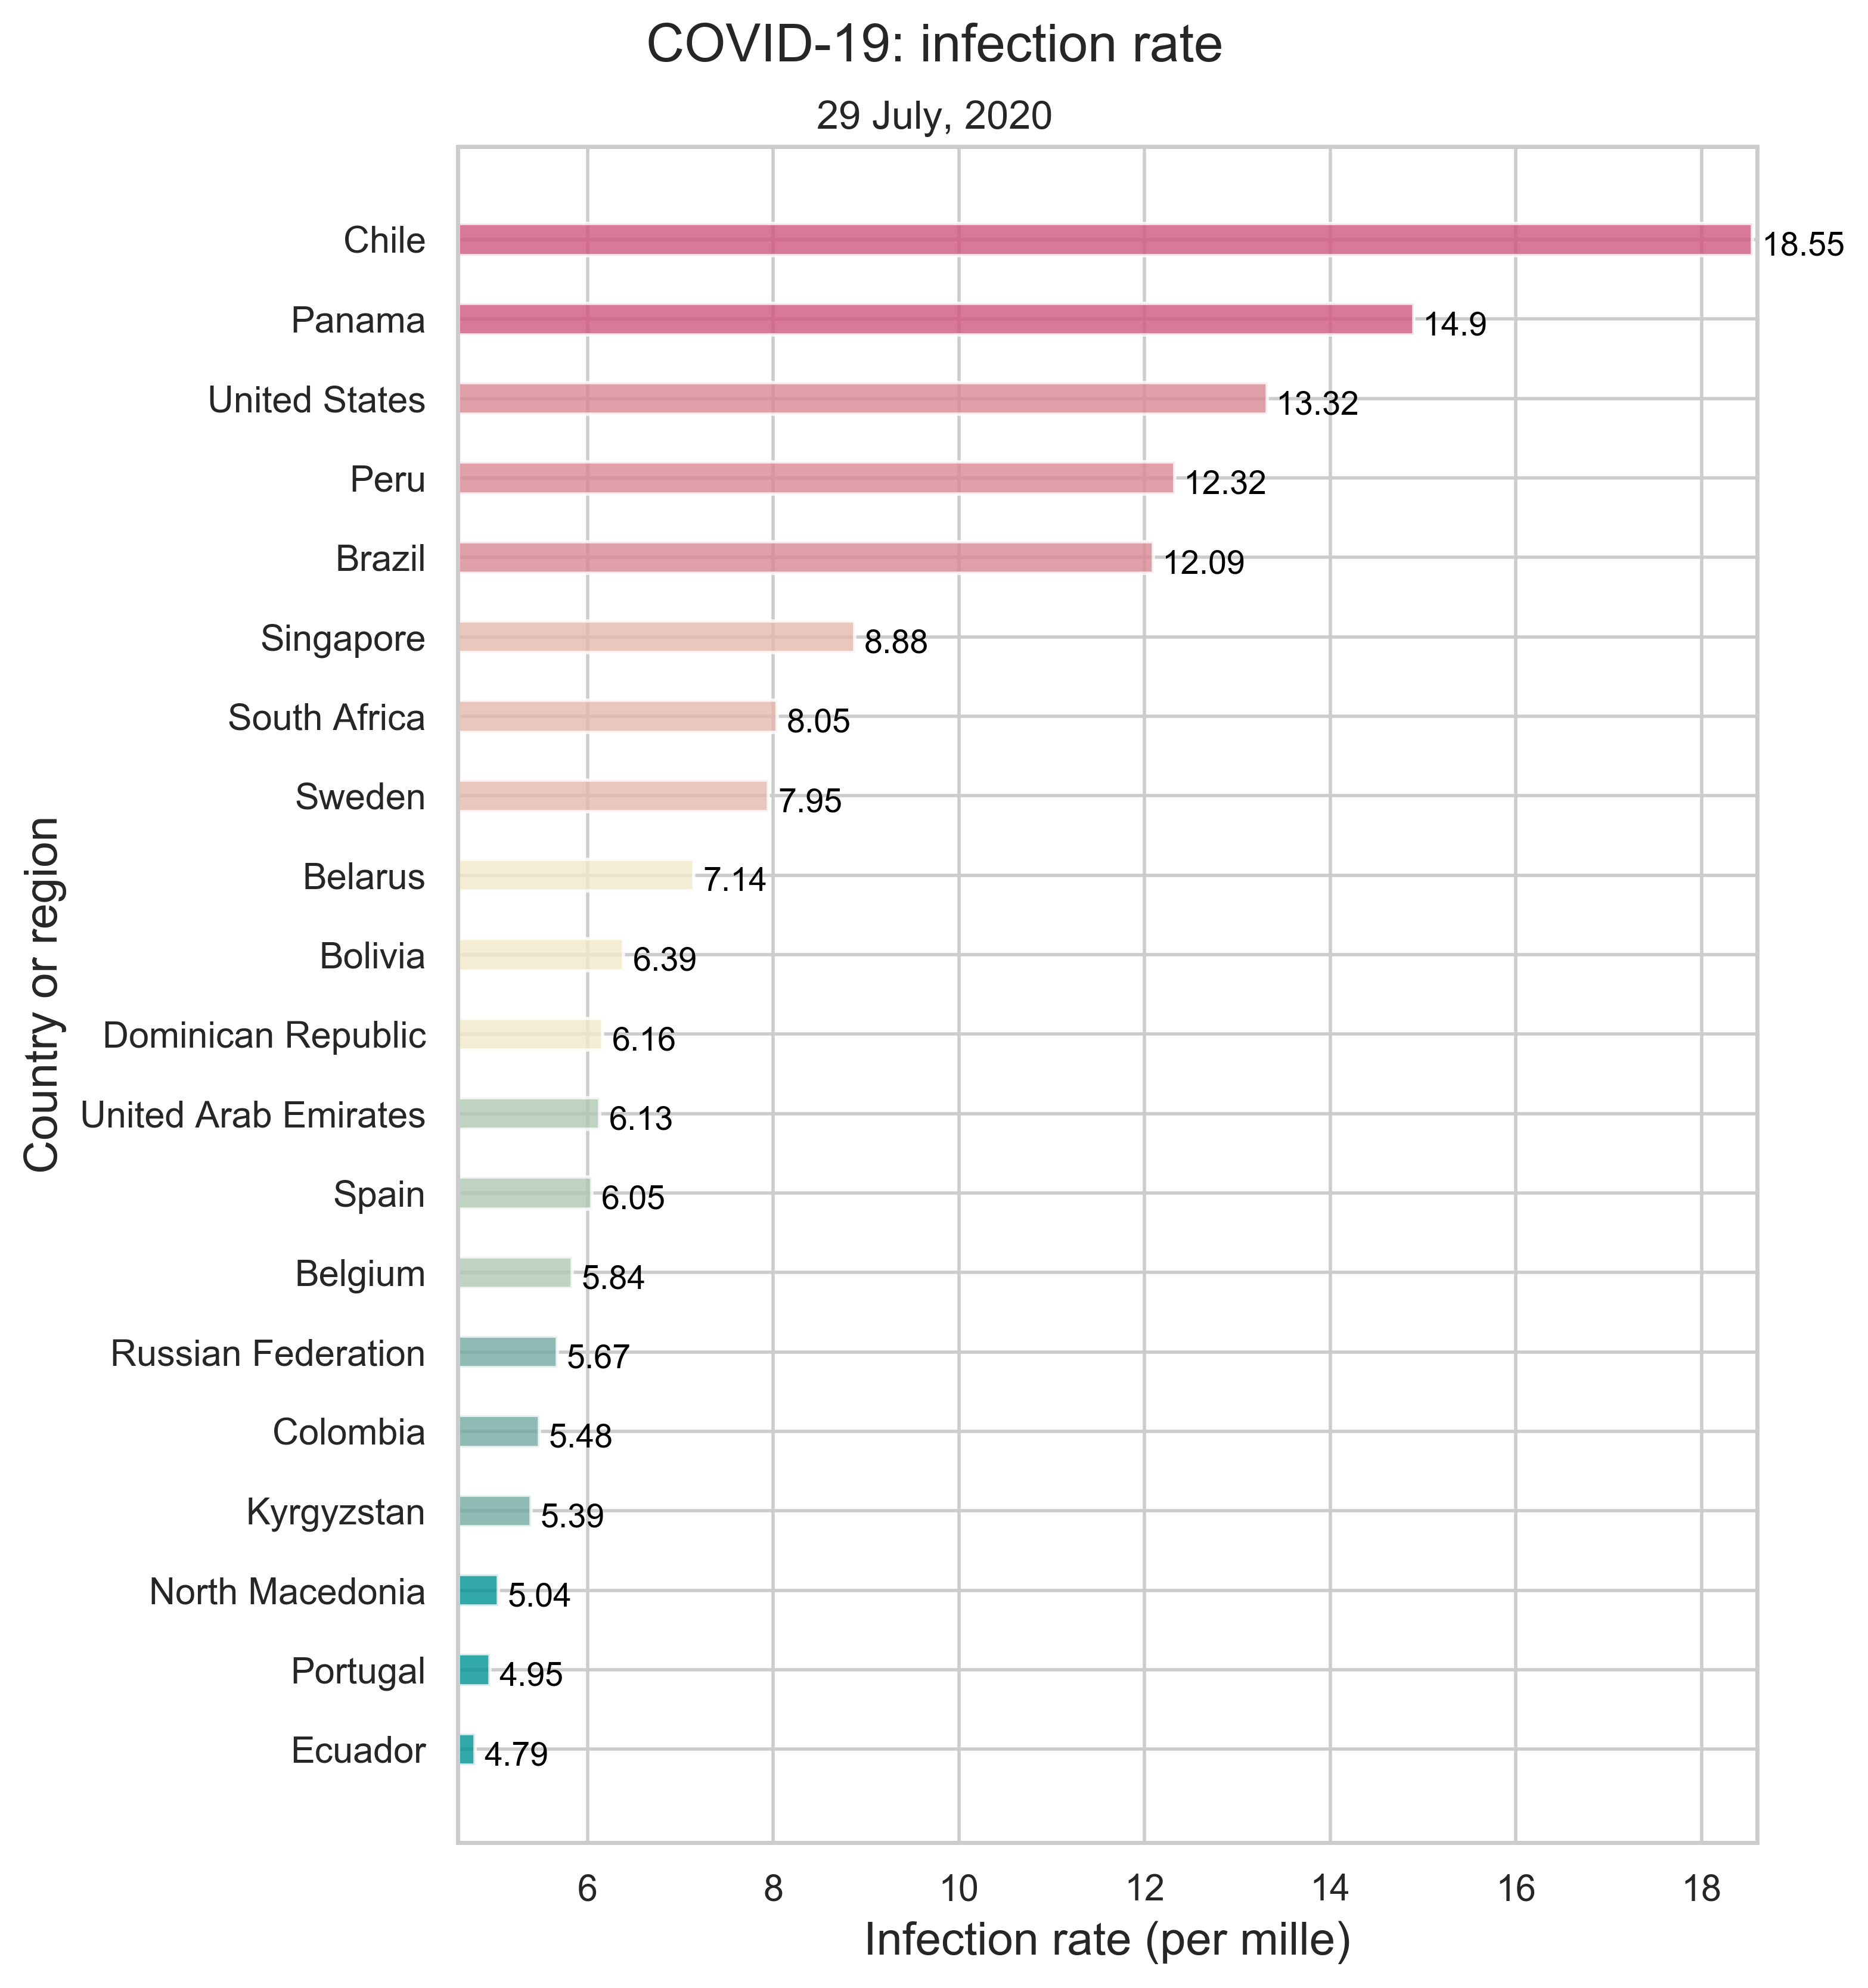 COVID-19: infection rate
29 July, 2020
Country or region
Chile 18.55
Panama 14.9
United States 13.32
Peru 12.32
Brazil 12.09
Singapore 8.88
South Africa 8.05
Sweden 7.95
Belarus 7.14
Bolivia 6.39
Dominican Republic 6.16
United Arab Emirates 6.13
Spain 6.05
Belgium 5.84
Russian Federation 5.67
Colombia 5.48
Kyrgyzstan 5.39
North Macedonia 5.04
Portugal 4.95
Ecuador 4.79
6 8 10 12 14 16 18
Infection rate (per mille)